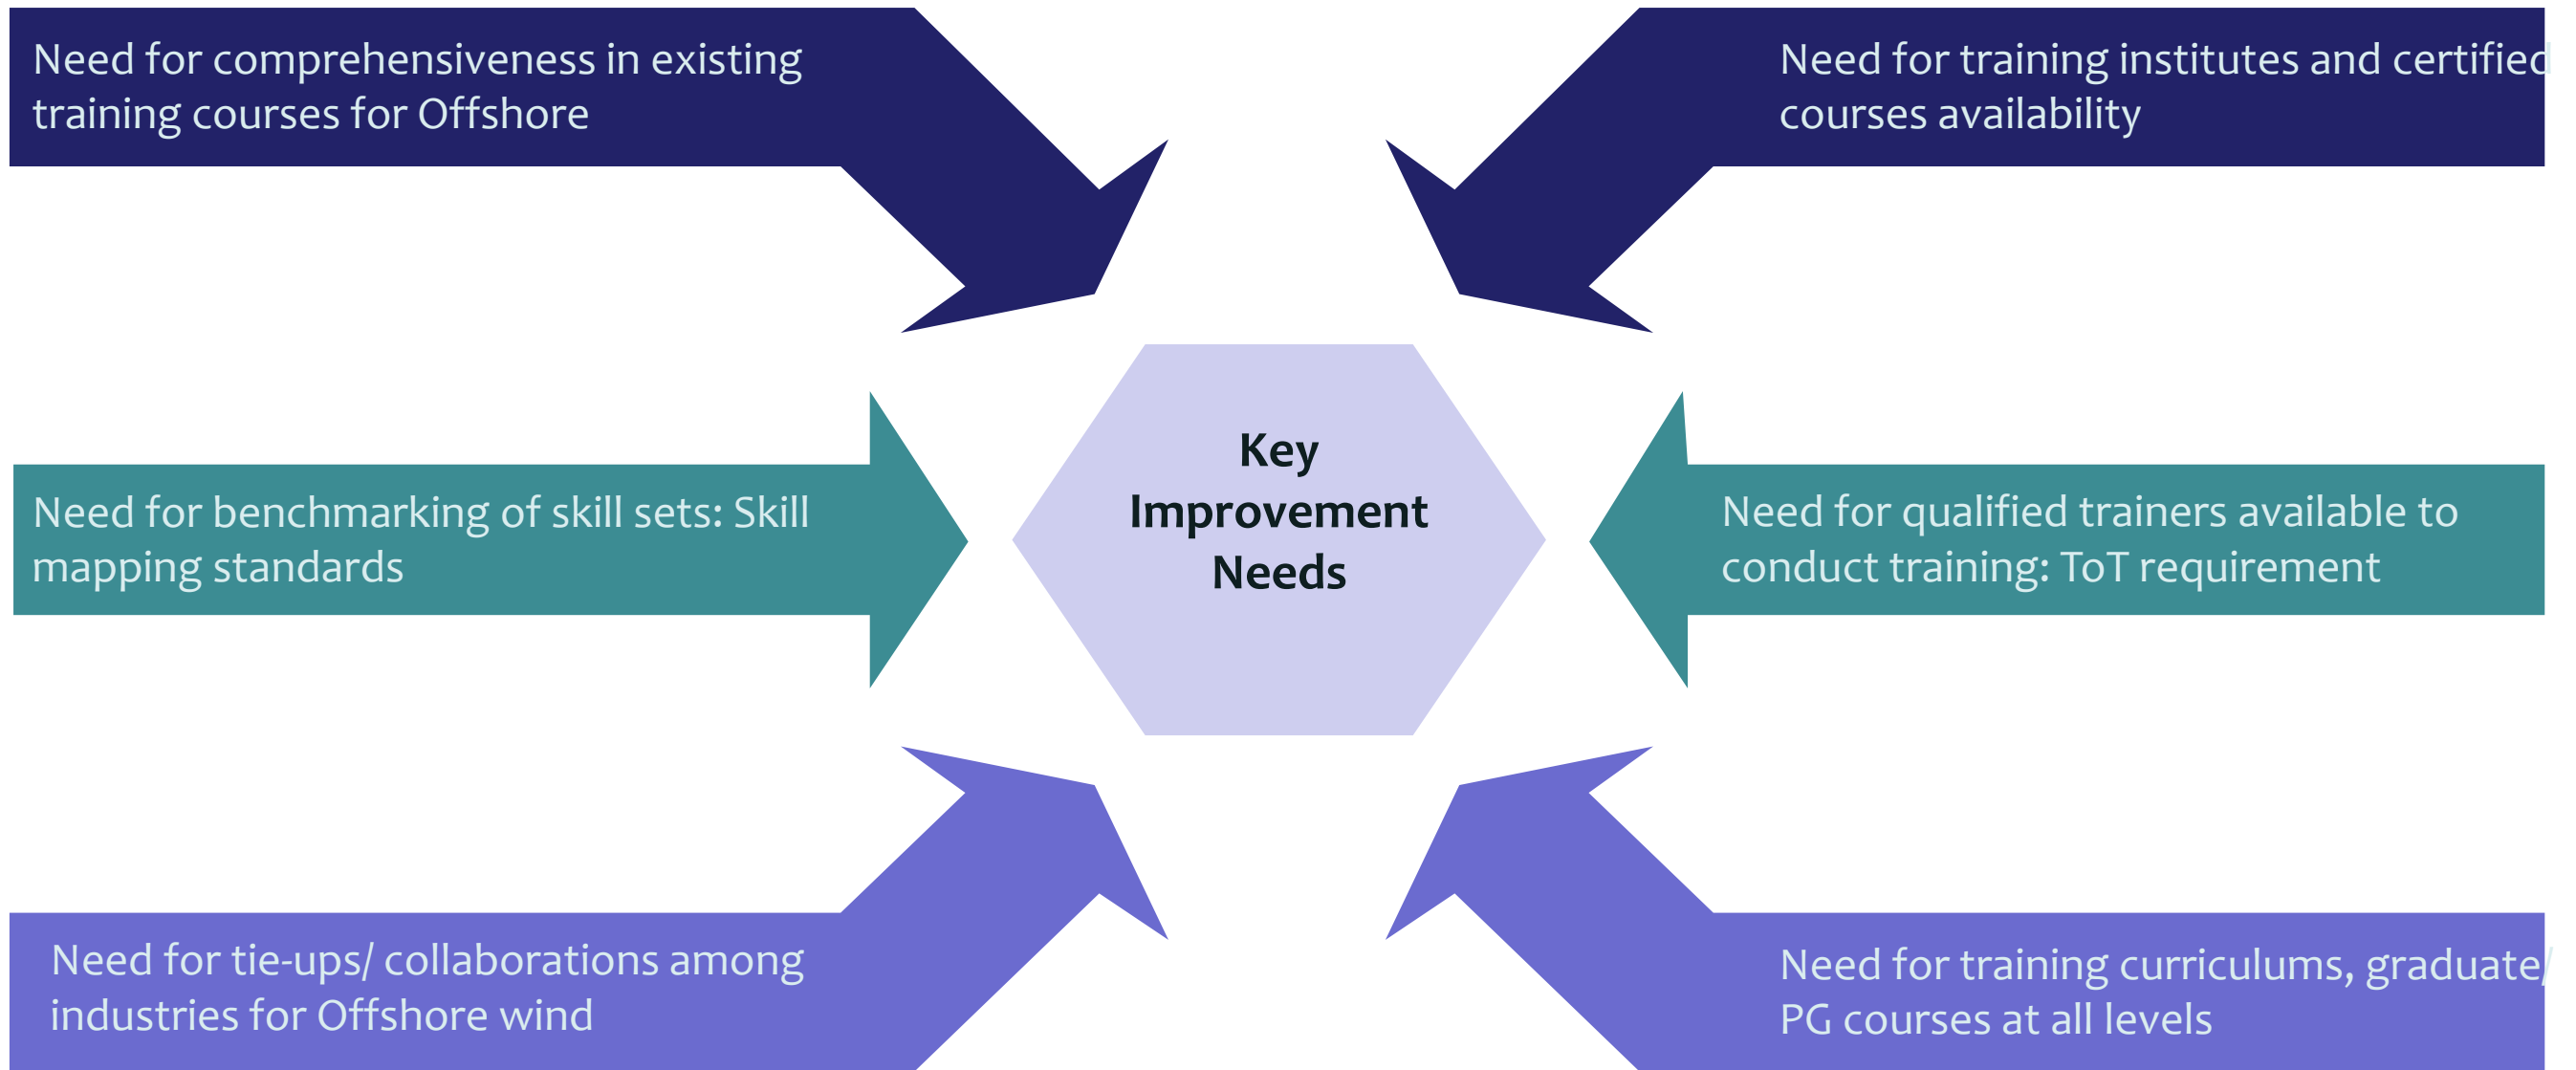 Need for comprehensiveness in existing
training courses for Offshore
Need for training institutes and certified
courses availability
Key
Improvement
Needs
Need for benchmarking of skill sets: Skill
mapping standards
Need for qualified trainers available to
conduct training: ToT requirement
Need for tie-ups/ collaborations among
industries for Offshore wind
Need for training curriculums, graduate/
PG courses at all levels